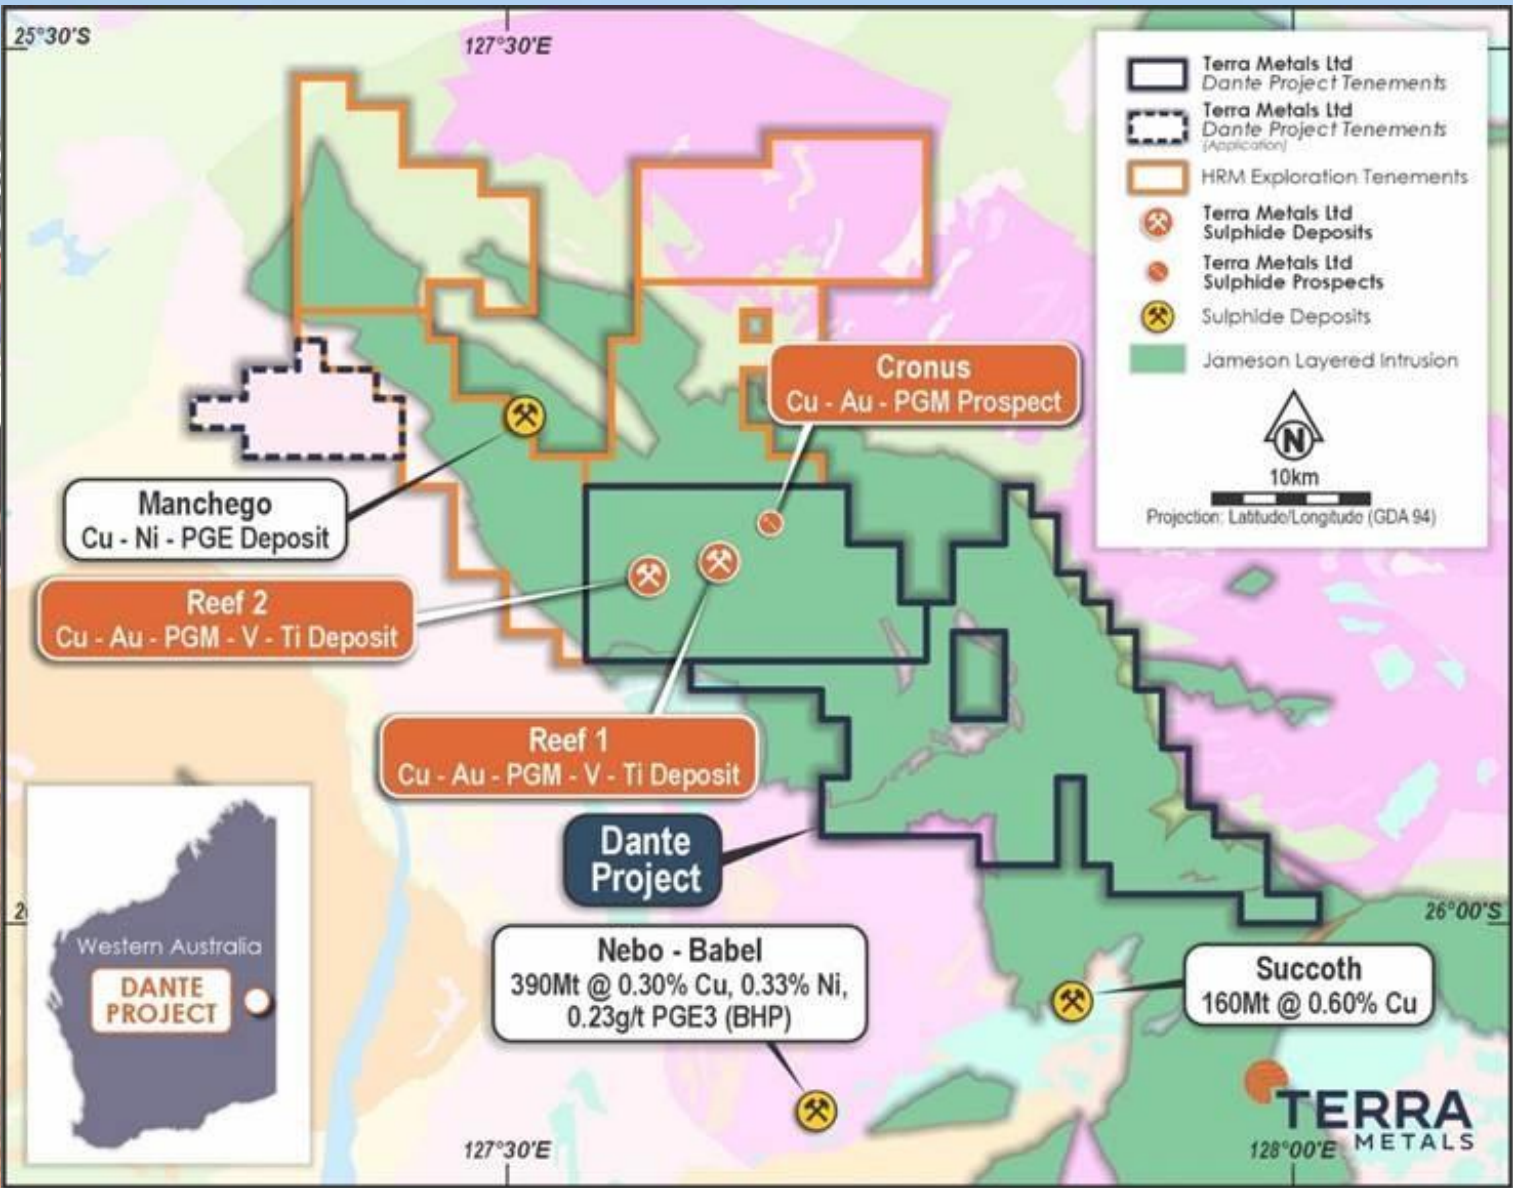 25°30'S
127°30'E
Terra Metals Ltd
Dante Project Tenements
Terra Metals Ltd
Dante Project Tenements
(Application)
HRM Exploration Tenements
Terra Metals Ltd
Sulphide Deposits
Terra Metals Ltd
Sulphide Prospects
Sulphide Deposits
Jameson Layered Intrusion
N
10km
Projection: Latitude/Longitude (GDA 94)
Cronus
Cu - Au - PGM Prospect
Manchego
Cu - Ni - PGE Deposit
Reef 2
Cu - Au - PGM - V - Ti Deposit
Reef 1
Cu - Au - PGM - V - Ti Deposit
Dante
Project
Nebo - Babel
390Mt @ 0.30% Cu, 0.33% Ni,
0.23g/t PGE3 (BHP)
Succoth
160Mt @ 0.60% Cu
2
26°00'S
Western Australia
DANTE
PROJECT
127°30'E
128°00'E
TERRA
METALS